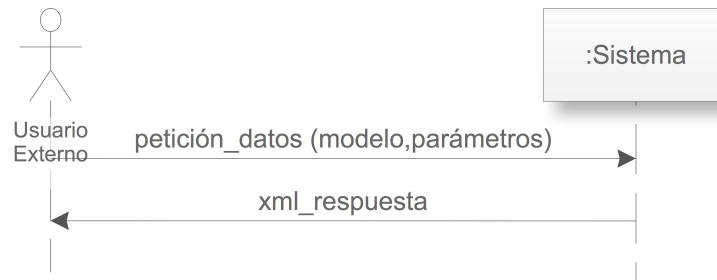 :Sistema
Usuario
Externo
petición_datos (modelo,parámetros)
xml_respuesta